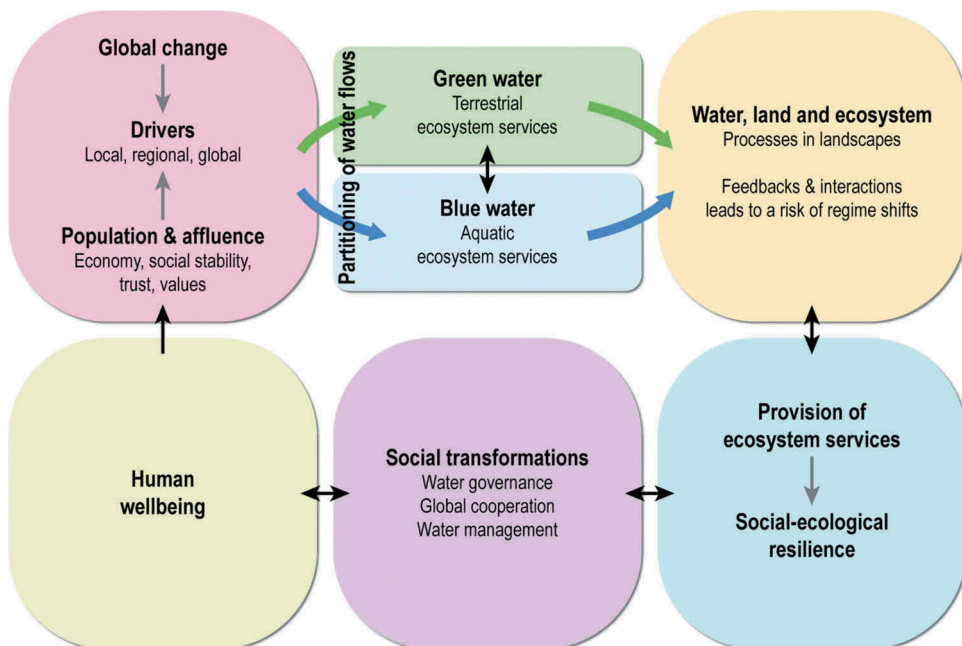 Global change
Drivers
Local, regional, global
Population & affluence
Economy, social stability,
trust, values
Partitioning of water flows
Green water
Terrestrial
ecosystem services
Blue water
Aquatic
ecosystem services
Water, land and ecosystem
Processes in landscapes
Feedbacks & interactions
leads to a risk of regime shifts
Human
wellbeing
Social transformations
Water governance
Global cooperation
Water management
Provision of
ecosystem services
Social-ecological
resilience